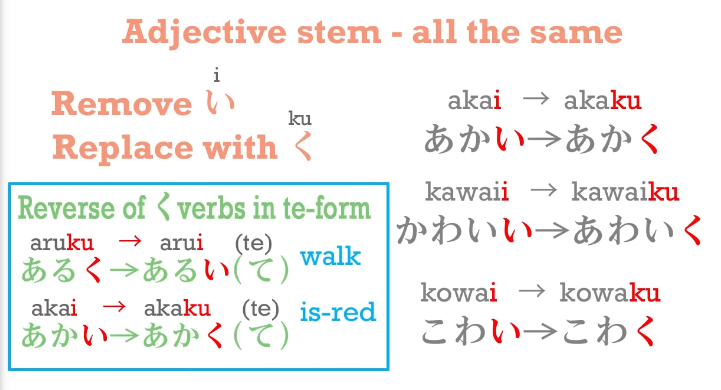 Adjective stem - all the same
i
Remove い
ku
Replace with く
Reverse of く verbs in te-form
aruku → arui (te)
あるく→あるい(て)
walk
akai → akaku (te)
あかい→あかく(て)
is-red
akai → akaku
あかい→あかく
kawaii → kawaiku
かわいい→あわいく
kowai → kowaku
こわい→こわく